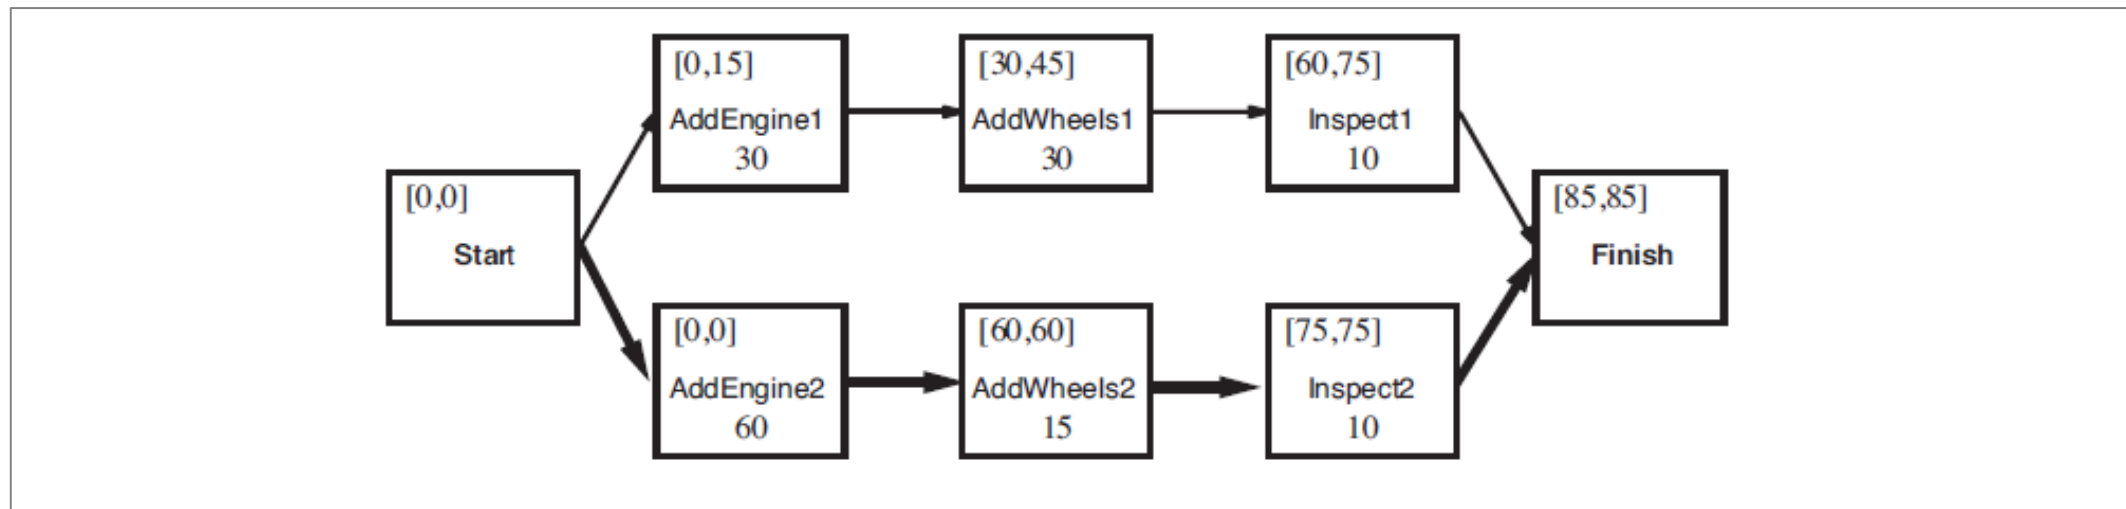 [0,15]
AddEngine1
30
[30,45]
AddWheels1
30
[60,75]
Inspect1
10
[0,0]
Start
[85,85]
Finish
[0,0]
AddEngine2
60
[60,60]
AddWheels2
15
[75,75]
Inspect2
10